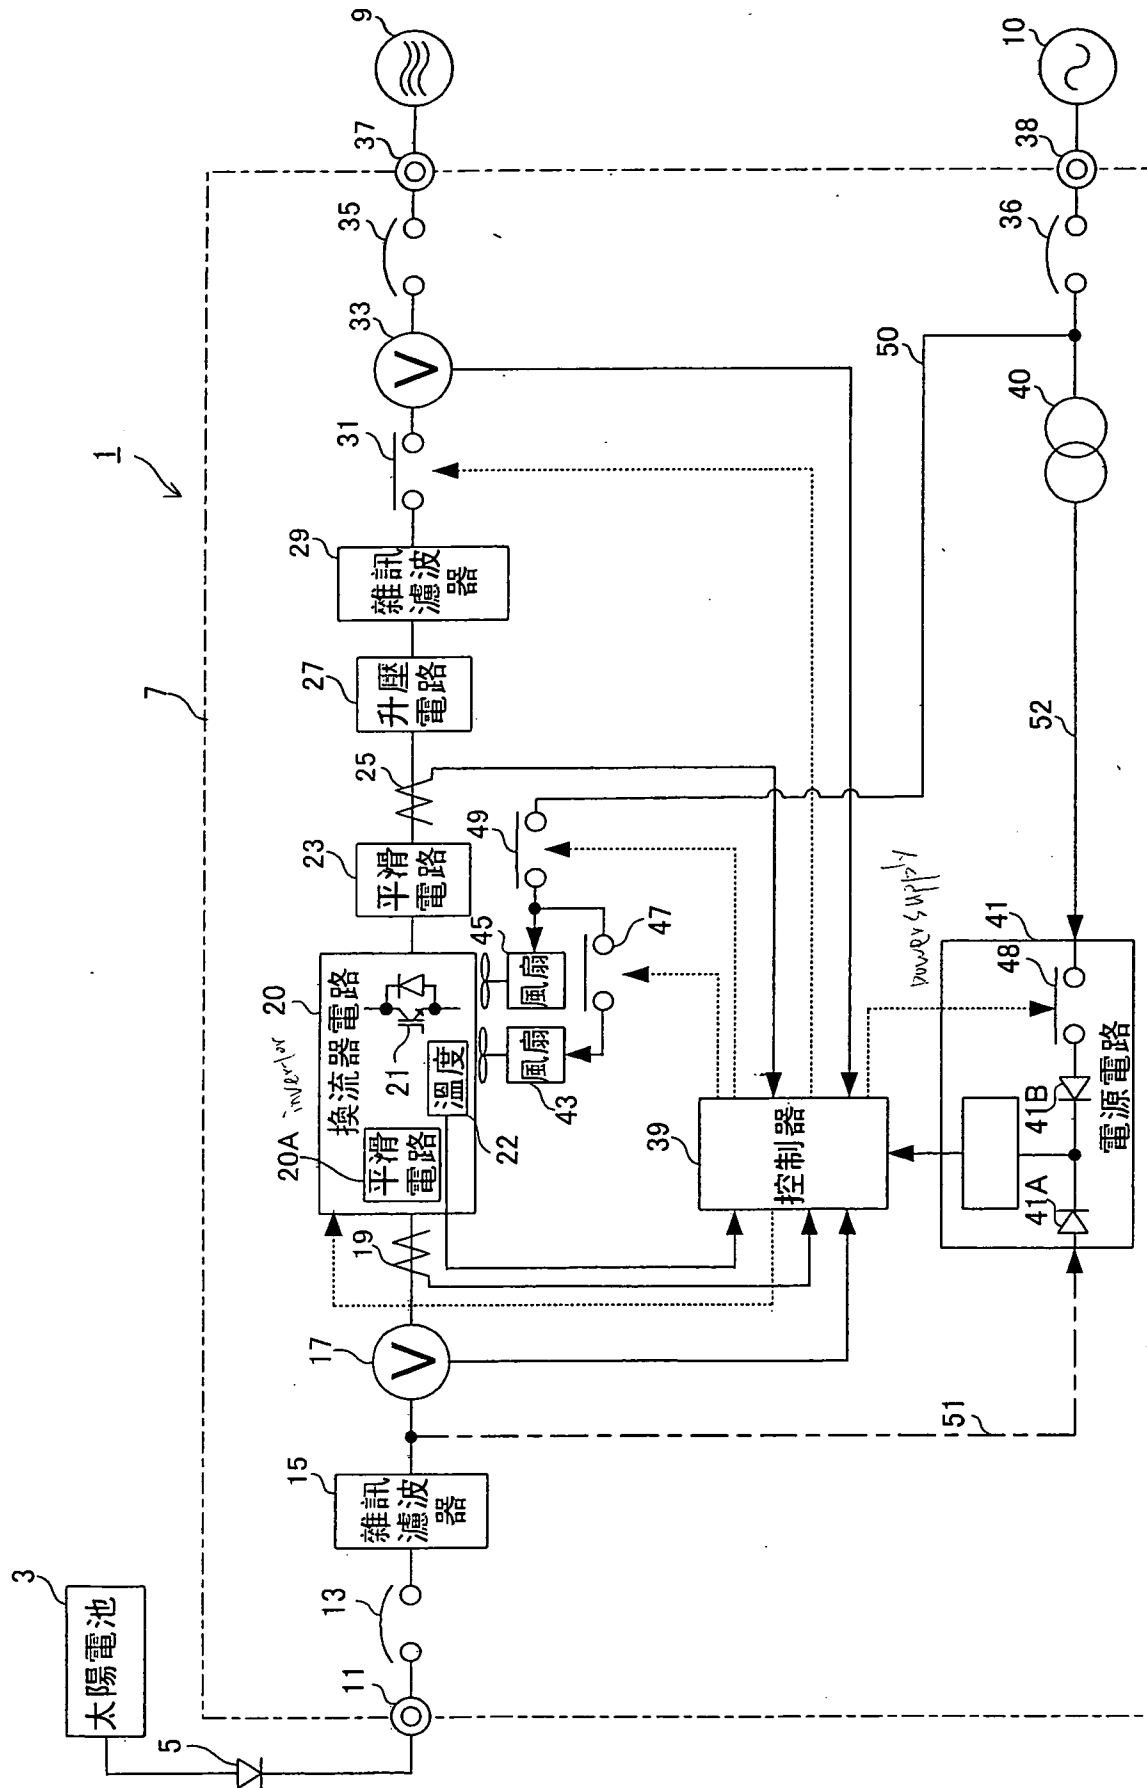 1
3
太陽電池
5
7
9
10
11
13
15
雜訊
濾波
器
17
19
20
20A inverter
換流器電路
平滑
電路
21
溫度
22
23
平滑
電路
25
27
升壓
電路
29
雜訊
濾波
器
31
33
35
37
V
V
43
風扇
45
風扇
47
49
39
控制器
power supply
41
48
41A
41B
電源電路
50
51
52
40
36
38